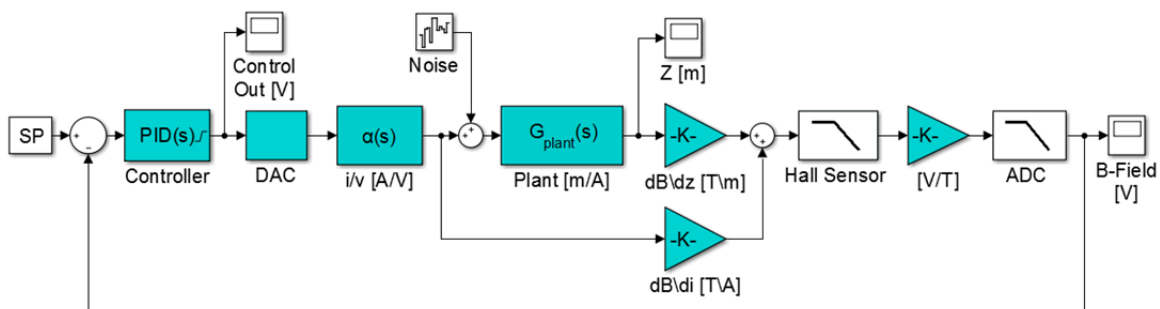 Control
Out [V]
Noise
Z [m]
SP
+
−
PID(s)
Controller
DAC
α(s)
i/v [A/V]
+
+
G_plant(s)
Plant [m/A]
-K-
dB\dz [T\m]
+
+
Hall Sensor
-K-
[V/T]
ADC
B-Field
[V]
-K-
dB\di [T\A]